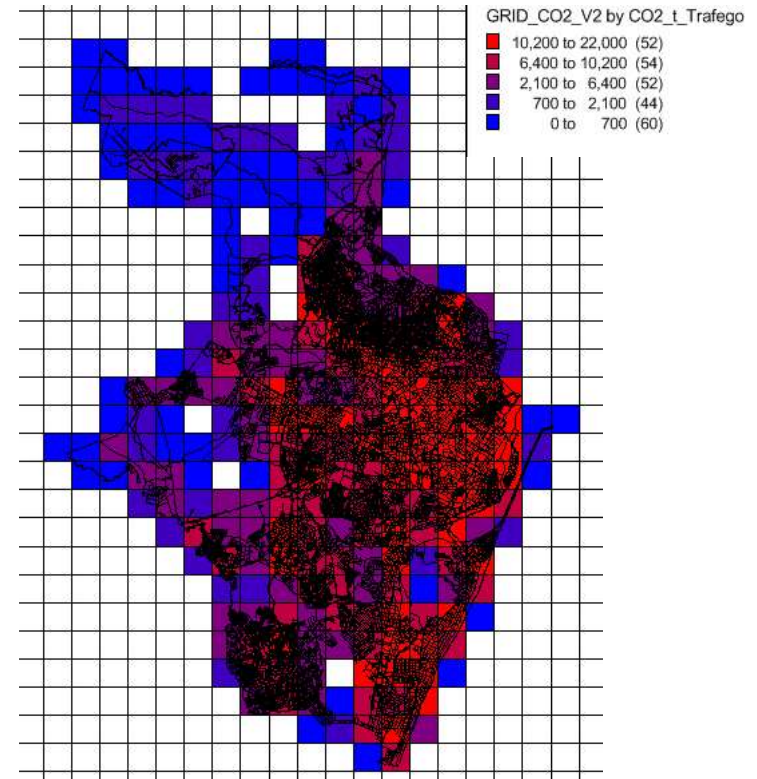 GRID_CO2_V2 by CO2_t_Trafego
10,200 to 22,000 (52)
6,400 to 10,200 (54)
2,100 to 6,400 (52)
700 to 2,100 (44)
0 to 700 (60)